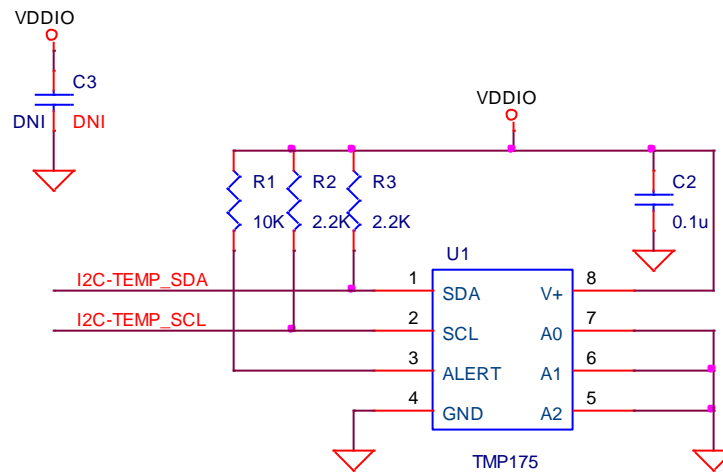 VDDIO
C3
DNI DNI
VDDIO
R1 R2 R3 C2
10K 2.2K 2.2K 0.1u
U1
I2C-TEMP_SDA 1 SDA V+ 8
I2C-TEMP_SCL 2 SCL A0 7
3 ALERT A1 6
4 GND A2 5
TMP175